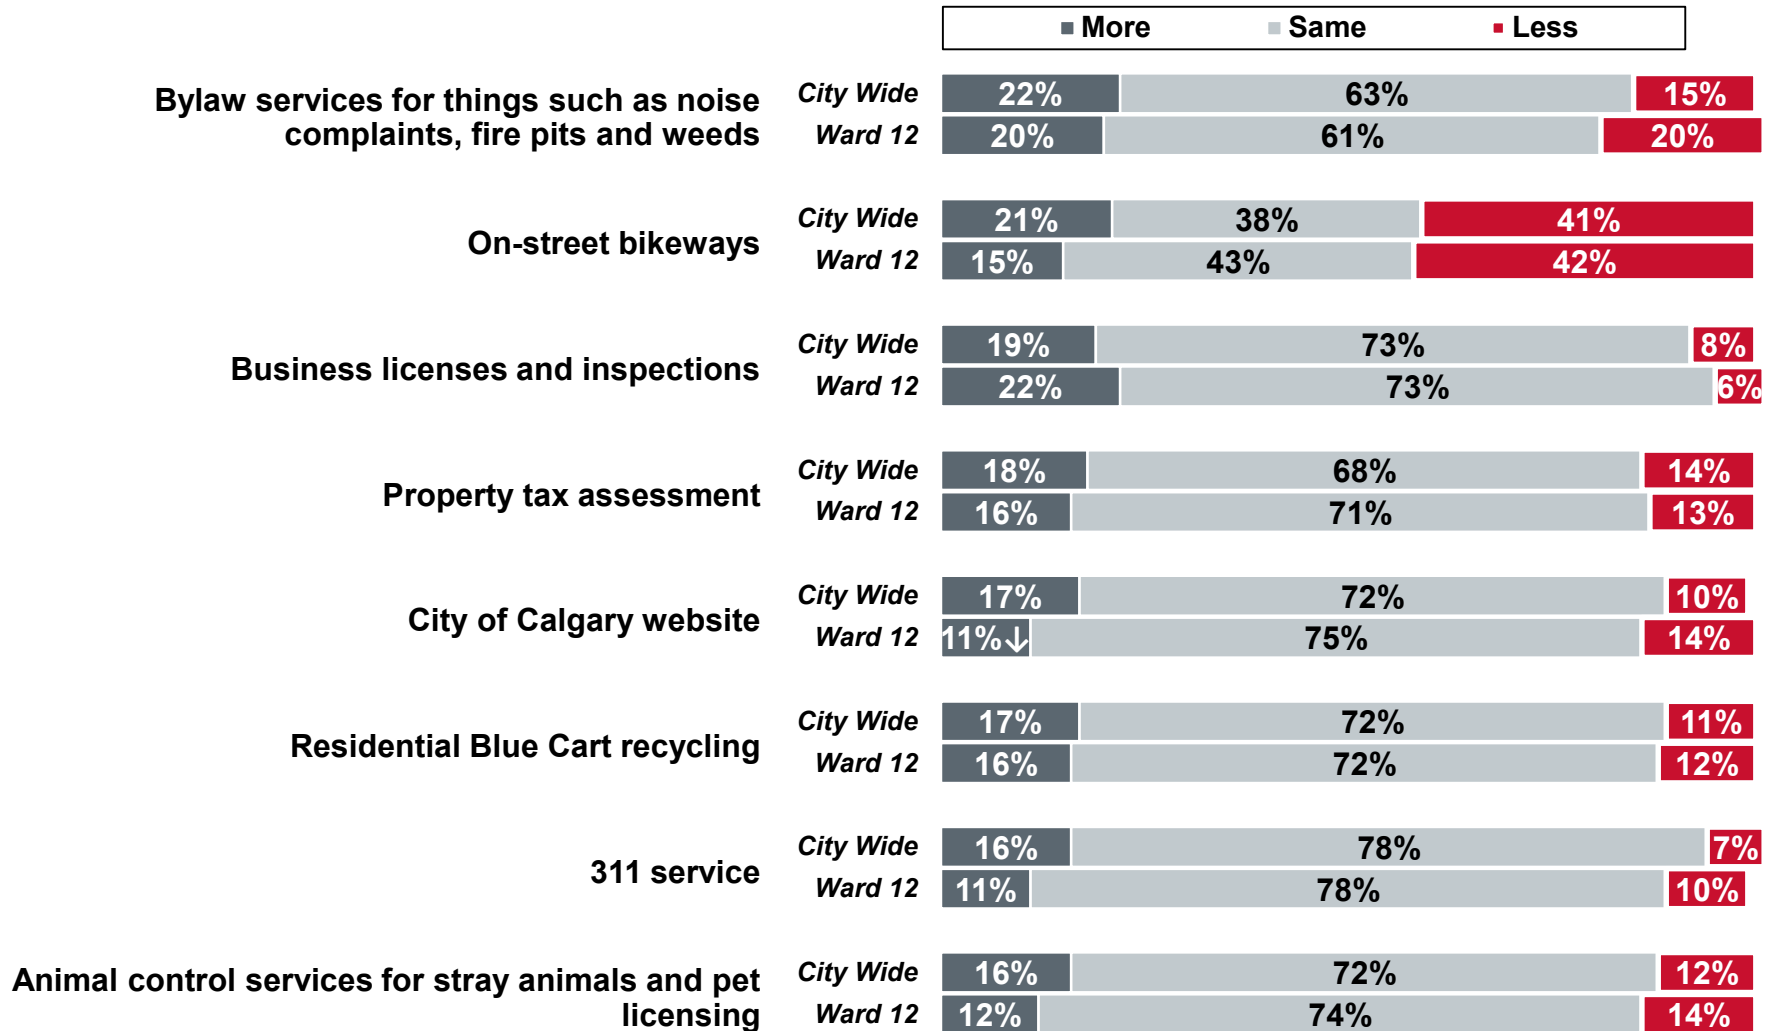 More Same Less
Bylaw services for things such as noise
complaints, fire pits and weeds
City Wide 22% 63% 15%
Ward 12 20% 61% 20%
On-street bikeways
City Wide 21% 38% 41%
Ward 12 15% 43% 42%
Business licenses and inspections
City Wide 19% 73% 8%
Ward 12 22% 73% 6%
Property tax assessment
City Wide 18% 68% 14%
Ward 12 16% 71% 13%
City of Calgary website
City Wide 17% 72% 10%
Ward 12 11%↓ 75% 14%
Residential Blue Cart recycling
City Wide 17% 72% 11%
Ward 12 16% 72% 12%
311 service
City Wide 16% 78% 7%
Ward 12 11% 78% 10%
Animal control services for stray animals and pet
licensing
City Wide 16% 72% 12%
Ward 12 12% 74% 14%